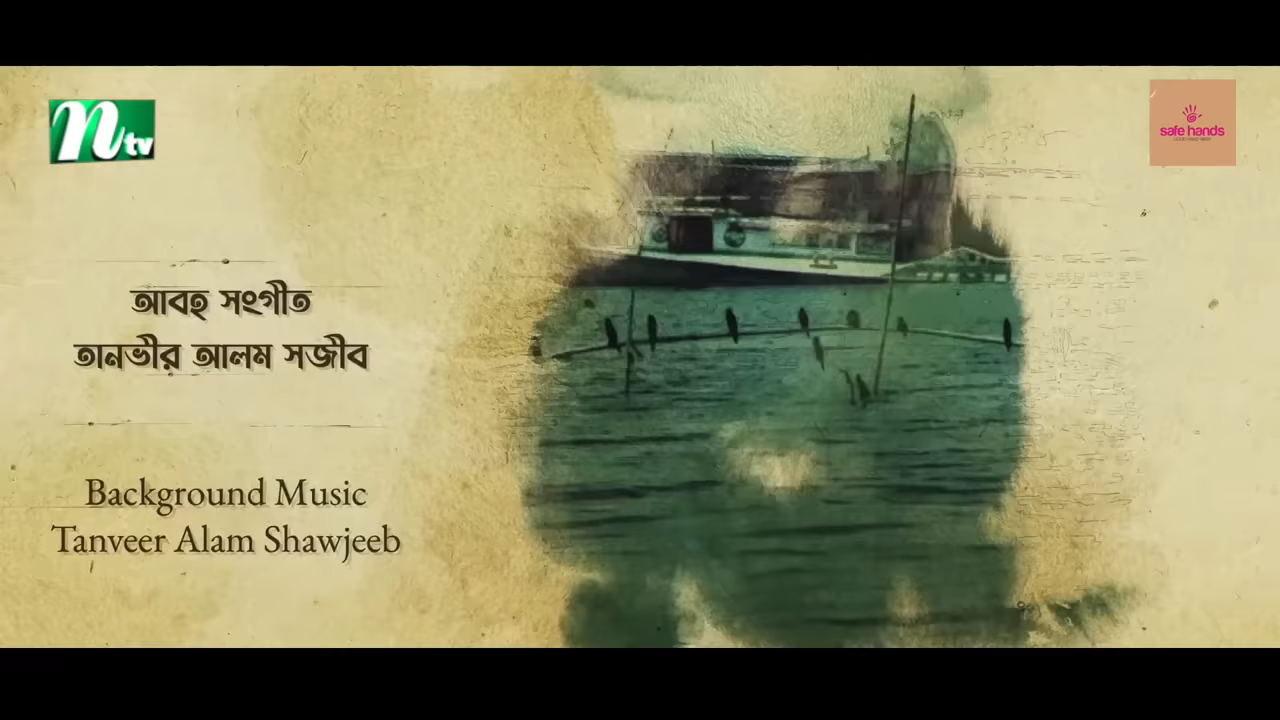 ntv
safe hands
আবহ সংগীত
তানভীর আলম সজীব
Background Music
Tanveer Alam Shawjeeb